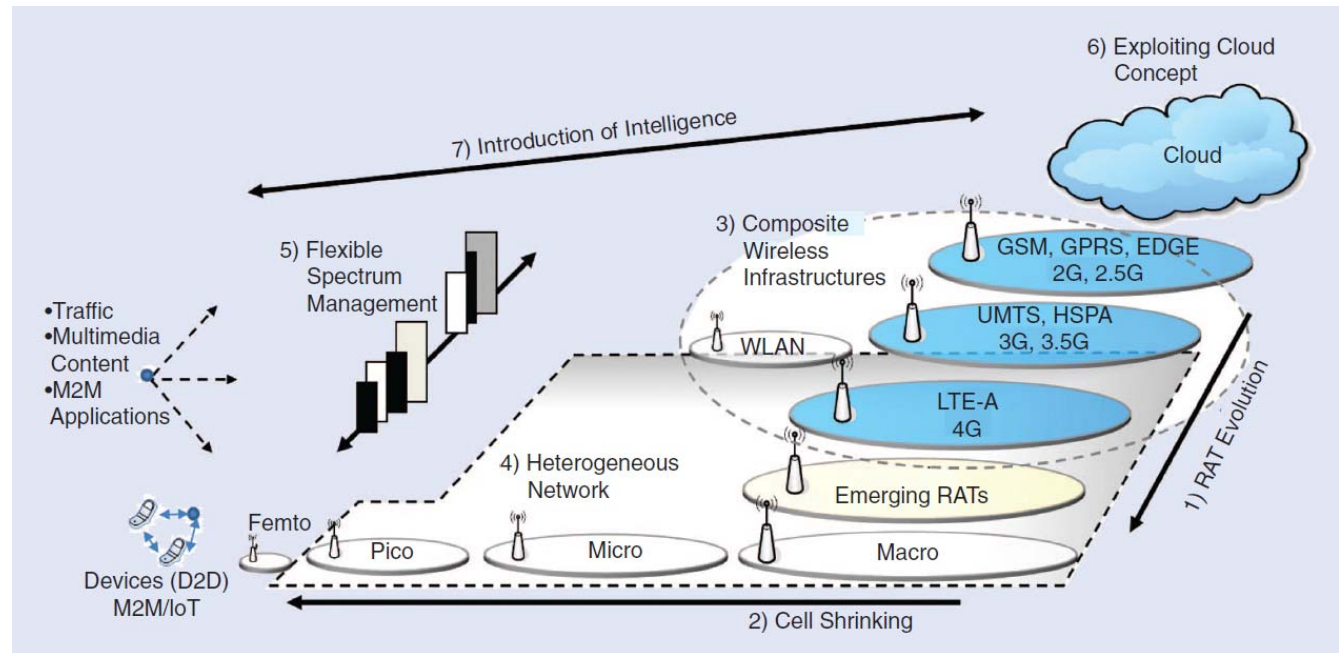 6) Exploiting Cloud
Concept
Cloud
7) Introduction of Intelligence
3) Composite
Wireless
Infrastructures
GSM, GPRS, EDGE
2G, 2.5G
5) Flexible
Spectrum
Management
•Traffic
•Multimedia
Content
•M2M
Applications
UMTS, HSPA
3G, 3.5G
WLAN
LTE-A
4G
1) RAT Evolution
4) Heterogeneous
Network
Emerging RATs
Femto
Pico
Micro
Macro
Devices (D2D)
M2M/IoT
2) Cell Shrinking